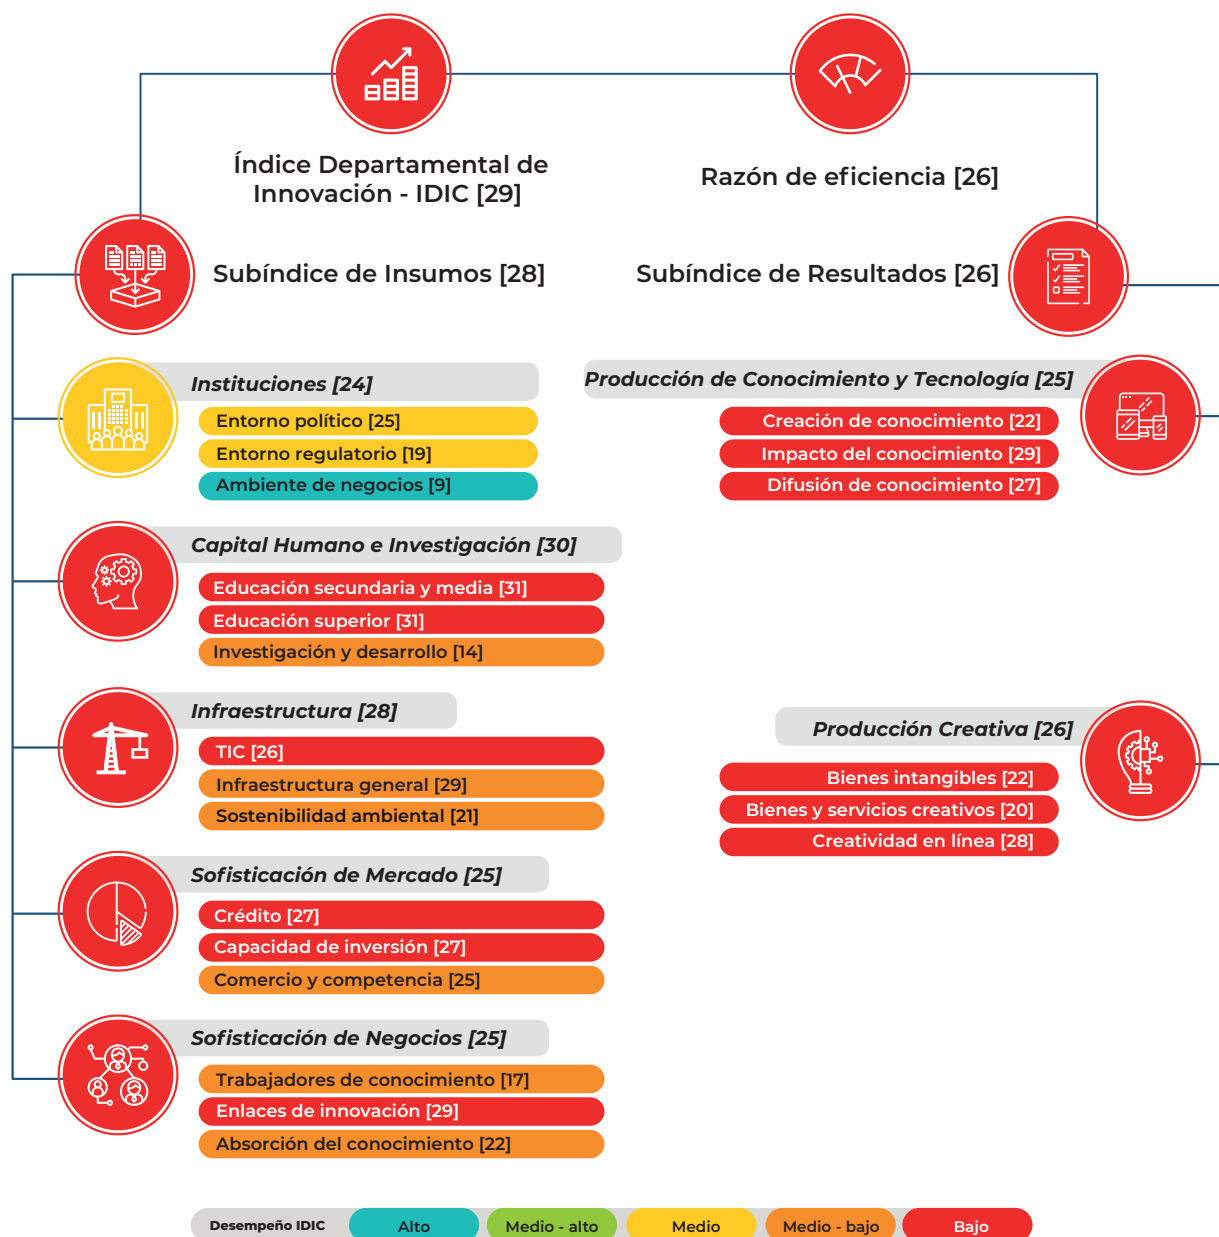 Índice Departamental de
Innovación - IDIC [29]
Razón de eficiencia [26]
Subíndice de Insumos [28]
Subíndice de Resultados [26]
Instituciones [24]
Entorno político [25]
Entorno regulatorio [19]
Ambiente de negocios [9]
Capital Humano e Investigación [30]
Educación secundaria y media [31]
Educación superior [31]
Investigación y desarrollo [14]
Infraestructura [28]
TIC [26]
Infraestructura general [29]
Sostenibilidad ambiental [21]
Sofisticación de Mercado [25]
Crédito [27]
Capacidad de inversión [27]
Comercio y competencia [25]
Sofisticación de Negocios [25]
Trabajadores de conocimiento [17]
Enlaces de innovación [29]
Absorción del conocimiento [22]
Producción de Conocimiento y Tecnología [25]
Creación de conocimiento [22]
Impacto del conocimiento [29]
Difusión de conocimiento [27]
Producción Creativa [26]
Bienes intangibles [22]
Bienes y servicios creativos [20]
Creatividad en línea [28]
Desempeño IDIC Alto Medio - alto Medio Medio - bajo Bajo